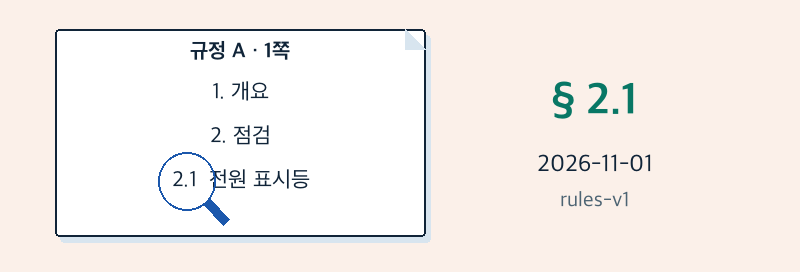 규정 A · 1쪽
1. 개요
2. 점검
2.1 전원 표시등
§ 2.1
2026-11-01
rules-v1